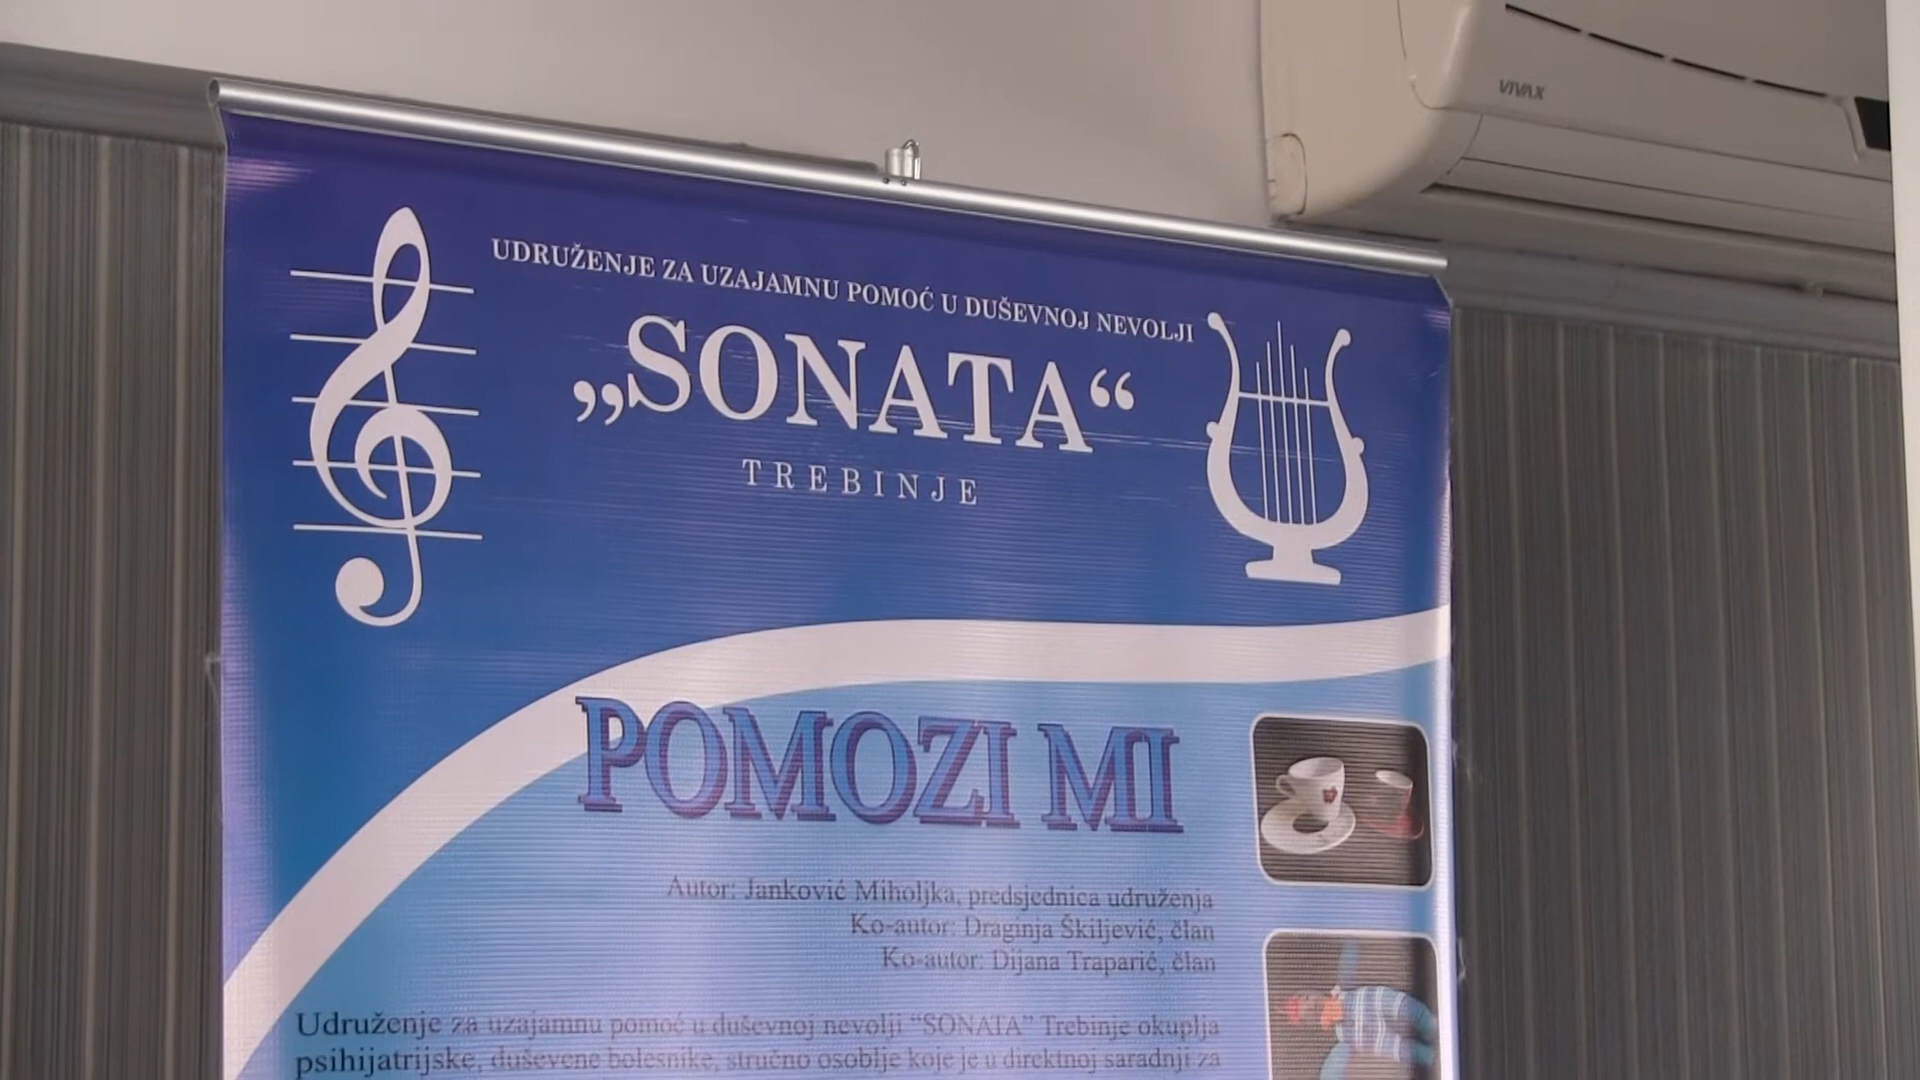 VIVAX
UDRUŽENJE ZA UZAJAMNU POMOĆ U DUŠEVNOJ NEVOLJI
„SONATA“
TREBINJE
POMOZI MI
Autor: Janković Miholjka, predsjednica udruženja
Ko-autor: Draginja Škiljević, član
Ko-autor: Dijana Traparić, član
Udruženje za uzajamnu pomoć u duševnoj nevolji “SONATA” Trebinje okuplja
psihijatrijske, duševene bolesnike, stručno osoblje koje je u direktnoj saradnji za